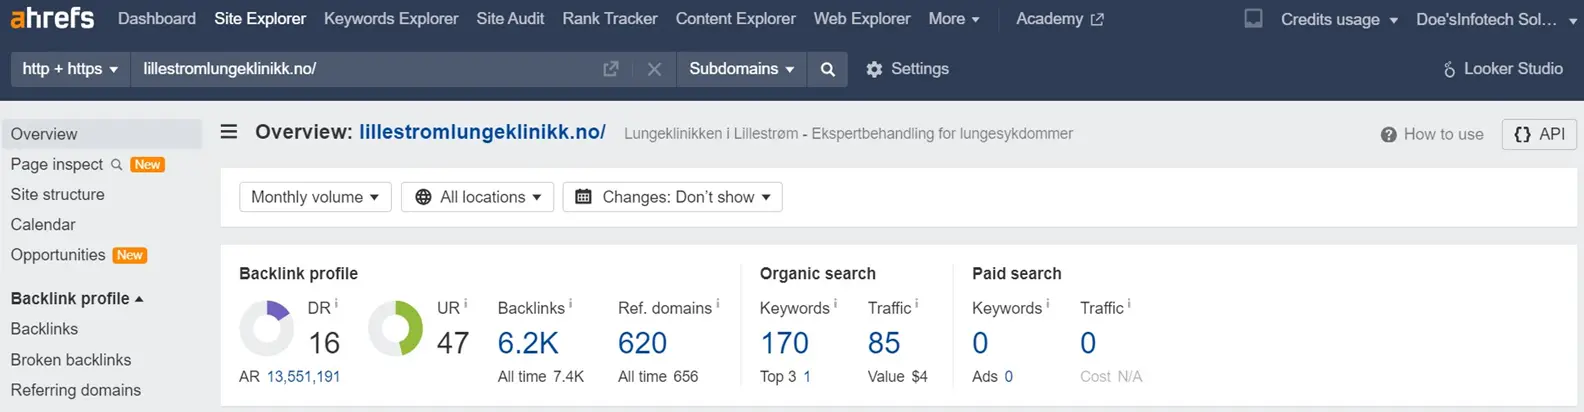 ahrefs Dashboard Site Explorer Keywords Explorer Site Audit Rank Tracker Content Explorer Web Explorer More Academy Credits usage Doe'sInfotech Sol...
http + https lillestromlungeklinikk.no/ Subdomains Settings Looker Studio
Overview
Page inspect New
Site structure
Calendar
Opportunities New
Backlink profile
Backlinks
Broken backlinks
Referring domains
Overview: lillestromlungeklinikk.no/ Lungeklinikken i Lillestrøm - Ekspertbehandling for lungesykdommer ? How to use {} API
Monthly volume All locations Changes: Don't show
Backlink profile
DR i UR i Backlinks i Ref. domains i
16 47 6.2K 620
AR 13,551,191 All time 7.4K All time 656
Organic search
Keywords i Traffic i
170 85
Top 3 1 Value $4
Paid search
Keywords i Traffic i
0 0
Ads 0 Cost N/A